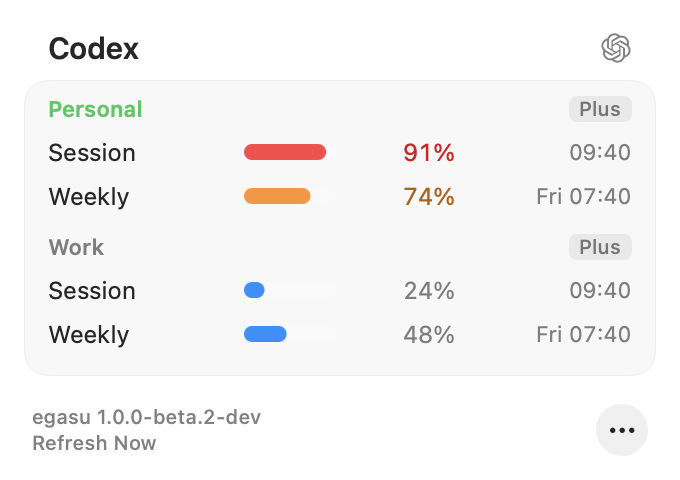 Codex
Personal Plus
Session 91% 09:40
Weekly 74% Fri 07:40
Work Plus
Session 24% 09:40
Weekly 48% Fri 07:40
egasu 1.0.0-beta.2-dev
Refresh Now